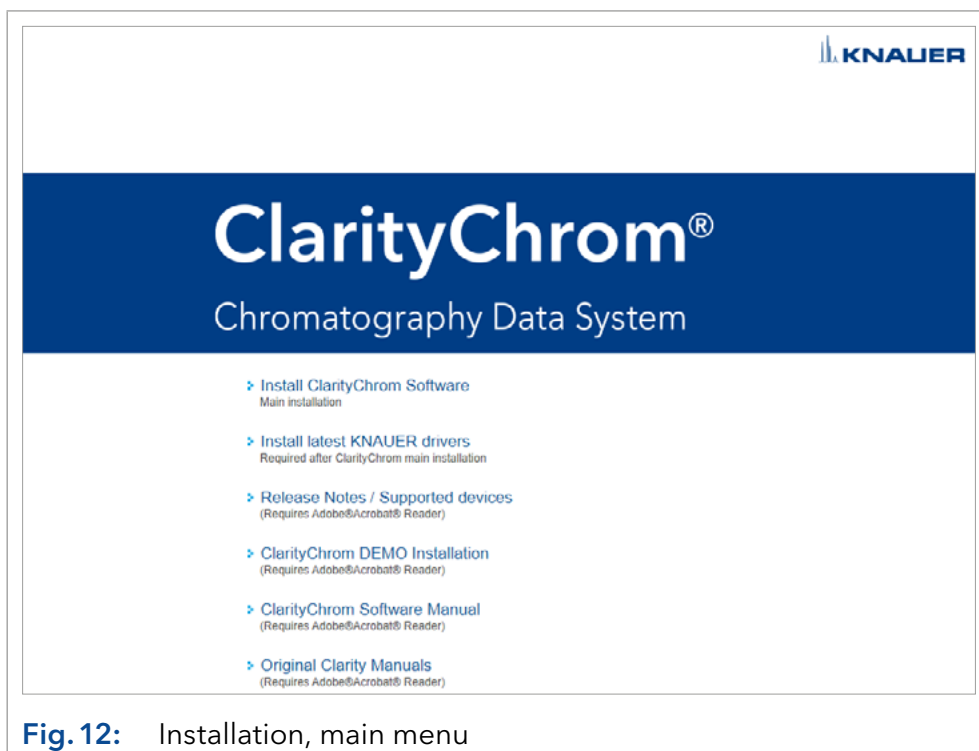 KNAUER
ClarityChrom®
Chromatography Data System
Install ClarityChrom Software
Main installation
Install latest KNAUER drivers
Required after ClarityChrom main installation
Release Notes / Supported devices
(Requires Adobe®Acrobat® Reader)
ClarityChrom DEMO Installation
(Requires Adobe®Acrobat® Reader)
ClarityChrom Software Manual
(Requires Adobe®Acrobat® Reader)
Original Clarity Manuals
(Requires Adobe®Acrobat® Reader)
Fig. 12: Installation, main menu